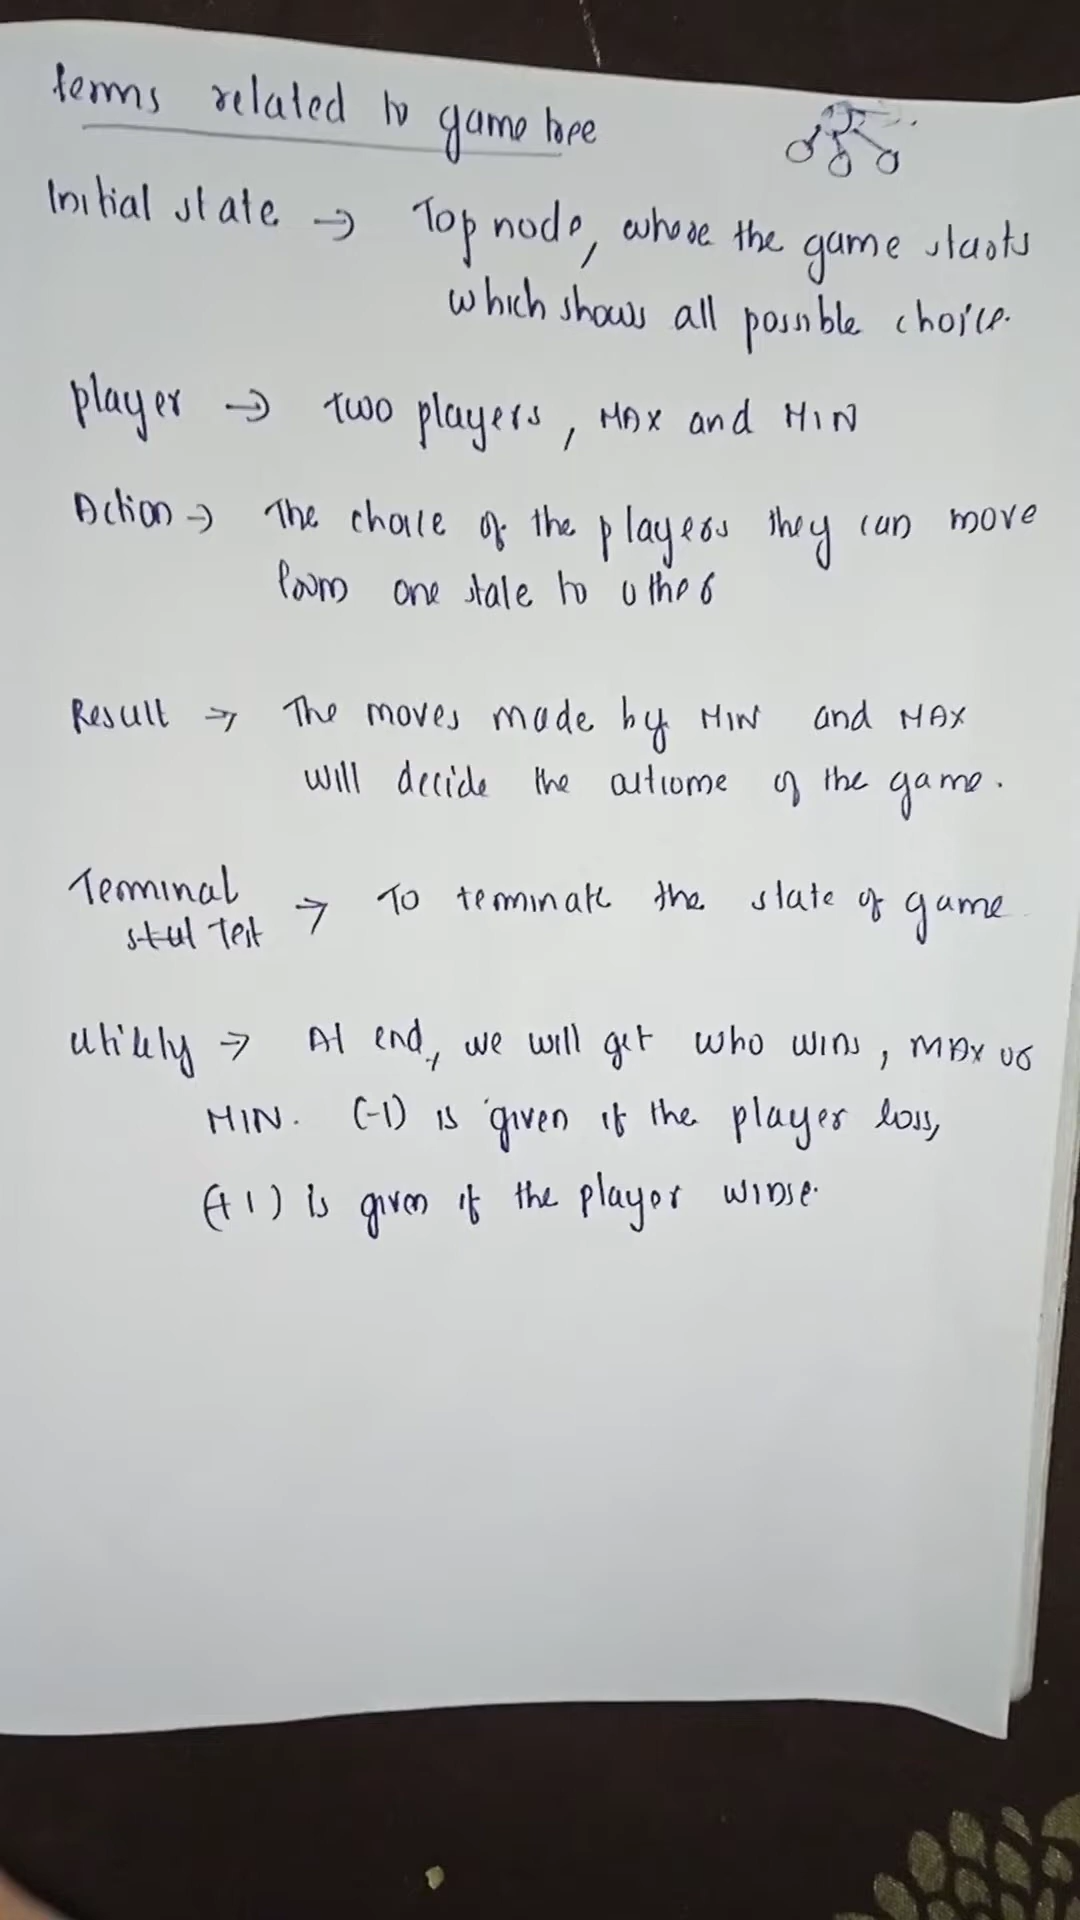 terms related to game tree
Initial state → Top node, where the game starts
which shows all possible choice.
player → two players, MAX and MIN
Action → The choice of the players they can move
from one state to other
Result → The moves made by MIN and MAX
will decide the outcome of the game.
Terminal → To terminate the state of game
Test
Utility → At end, we will get who wins, MAX or
MIN. (-1) is given if the player loss,
(+1) is given if the player winse.